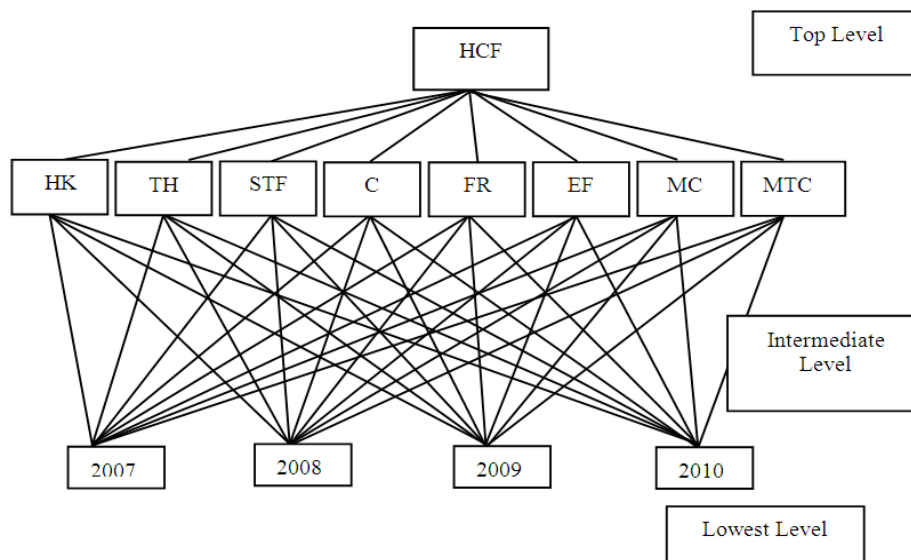 Top Level
HCF
HK
TH
STF
C
FR
EF
MC
MTC
Intermediate
Level
2007
2008
2009
2010
Lowest Level